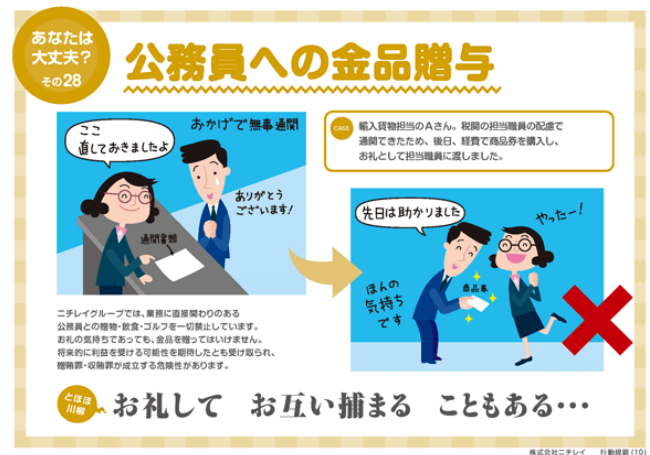 あなたは
大丈夫?
その28
公務員への金品贈与
CASE
輸入貨物担当のAさん。税関の担当職員の配慮で
通関できたため、後日、経費で商品券を購入し、
お礼として担当職員に渡しました。
ここ
直しておきましたよ
おかげで無事通関
ありがとう
ございます!
通関書類
先日は助かりました
やったー!
ほんの
気持ち
です
商品券
ニチレイグループでは、業務に直接関わりのある
公務員との贈物・飲食・ゴルフを一切禁止しています。
お礼の気持ちであっても、金品を贈ってはいけません。
将来的に利益を受ける可能性を期待したとも受け取られ、
贈賄罪・収賄罪が成立する危険性があります。
とほほ
川柳
お礼して お互い捕まる こともある・・・
株式会社ニチレイ 行動規範(10)